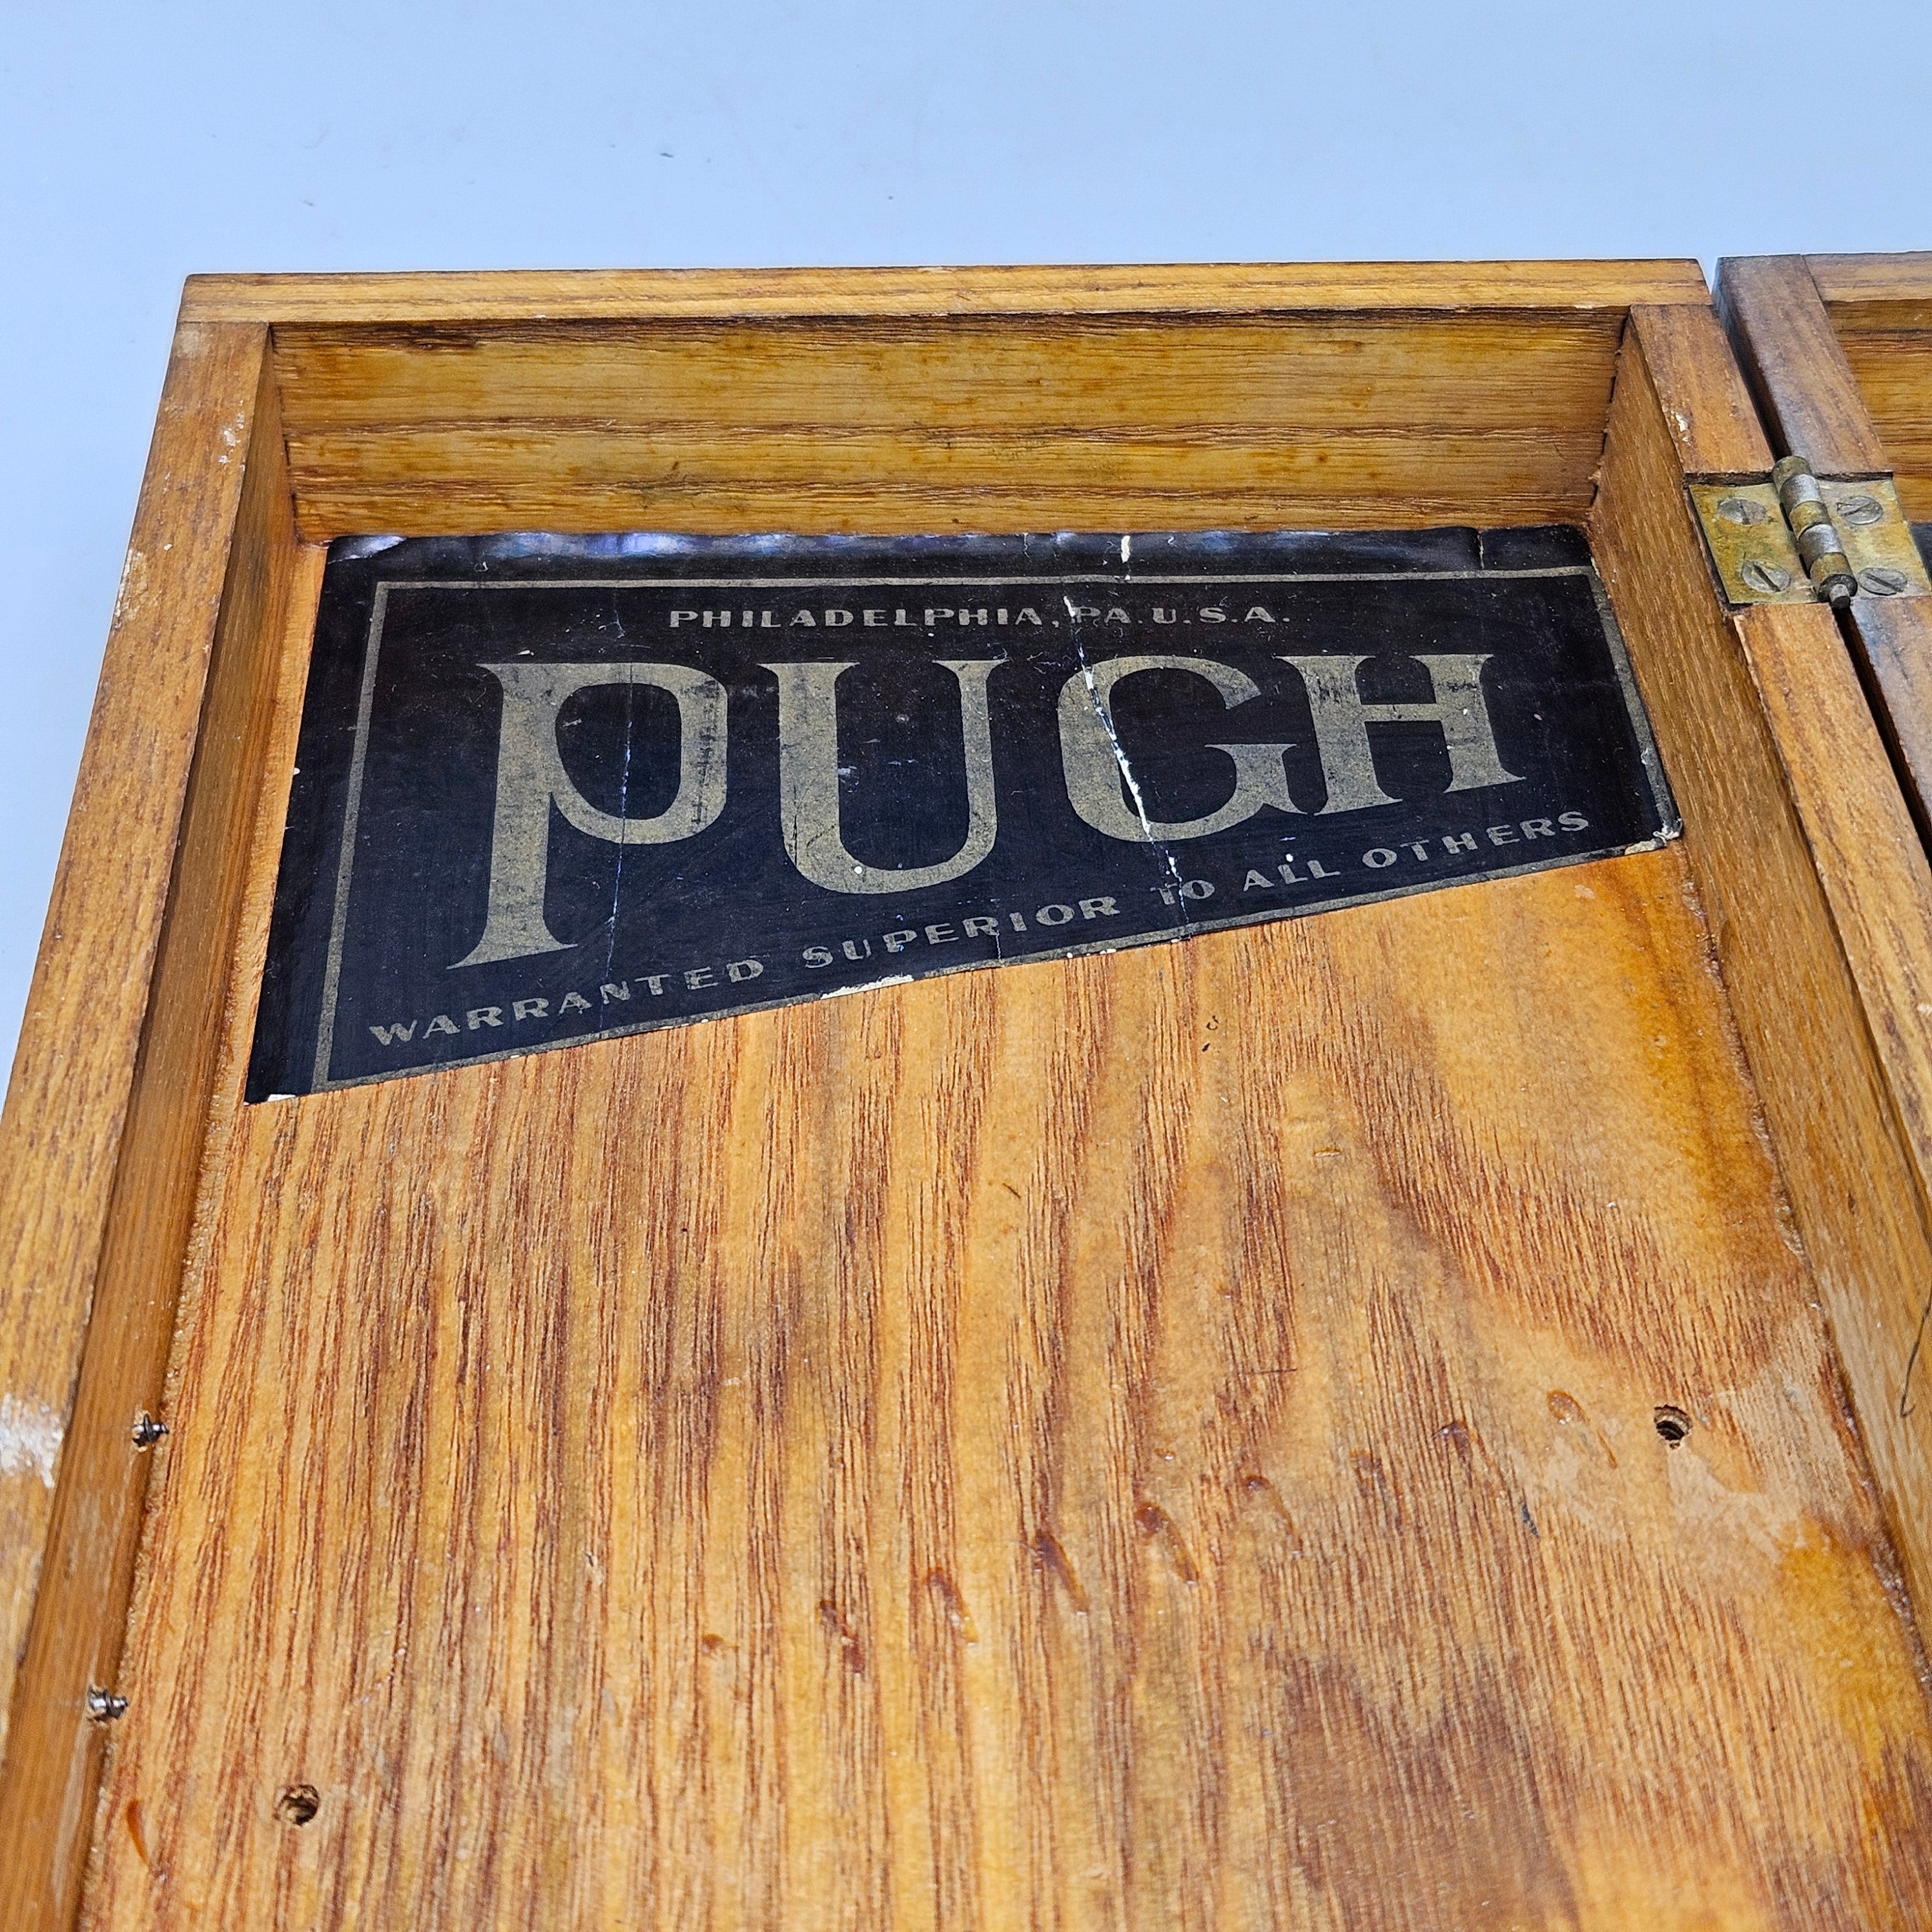 PHILADELPHIA, PA. U.S.A.
PUGH
WARRANTED SUPERIOR TO ALL OTHERS